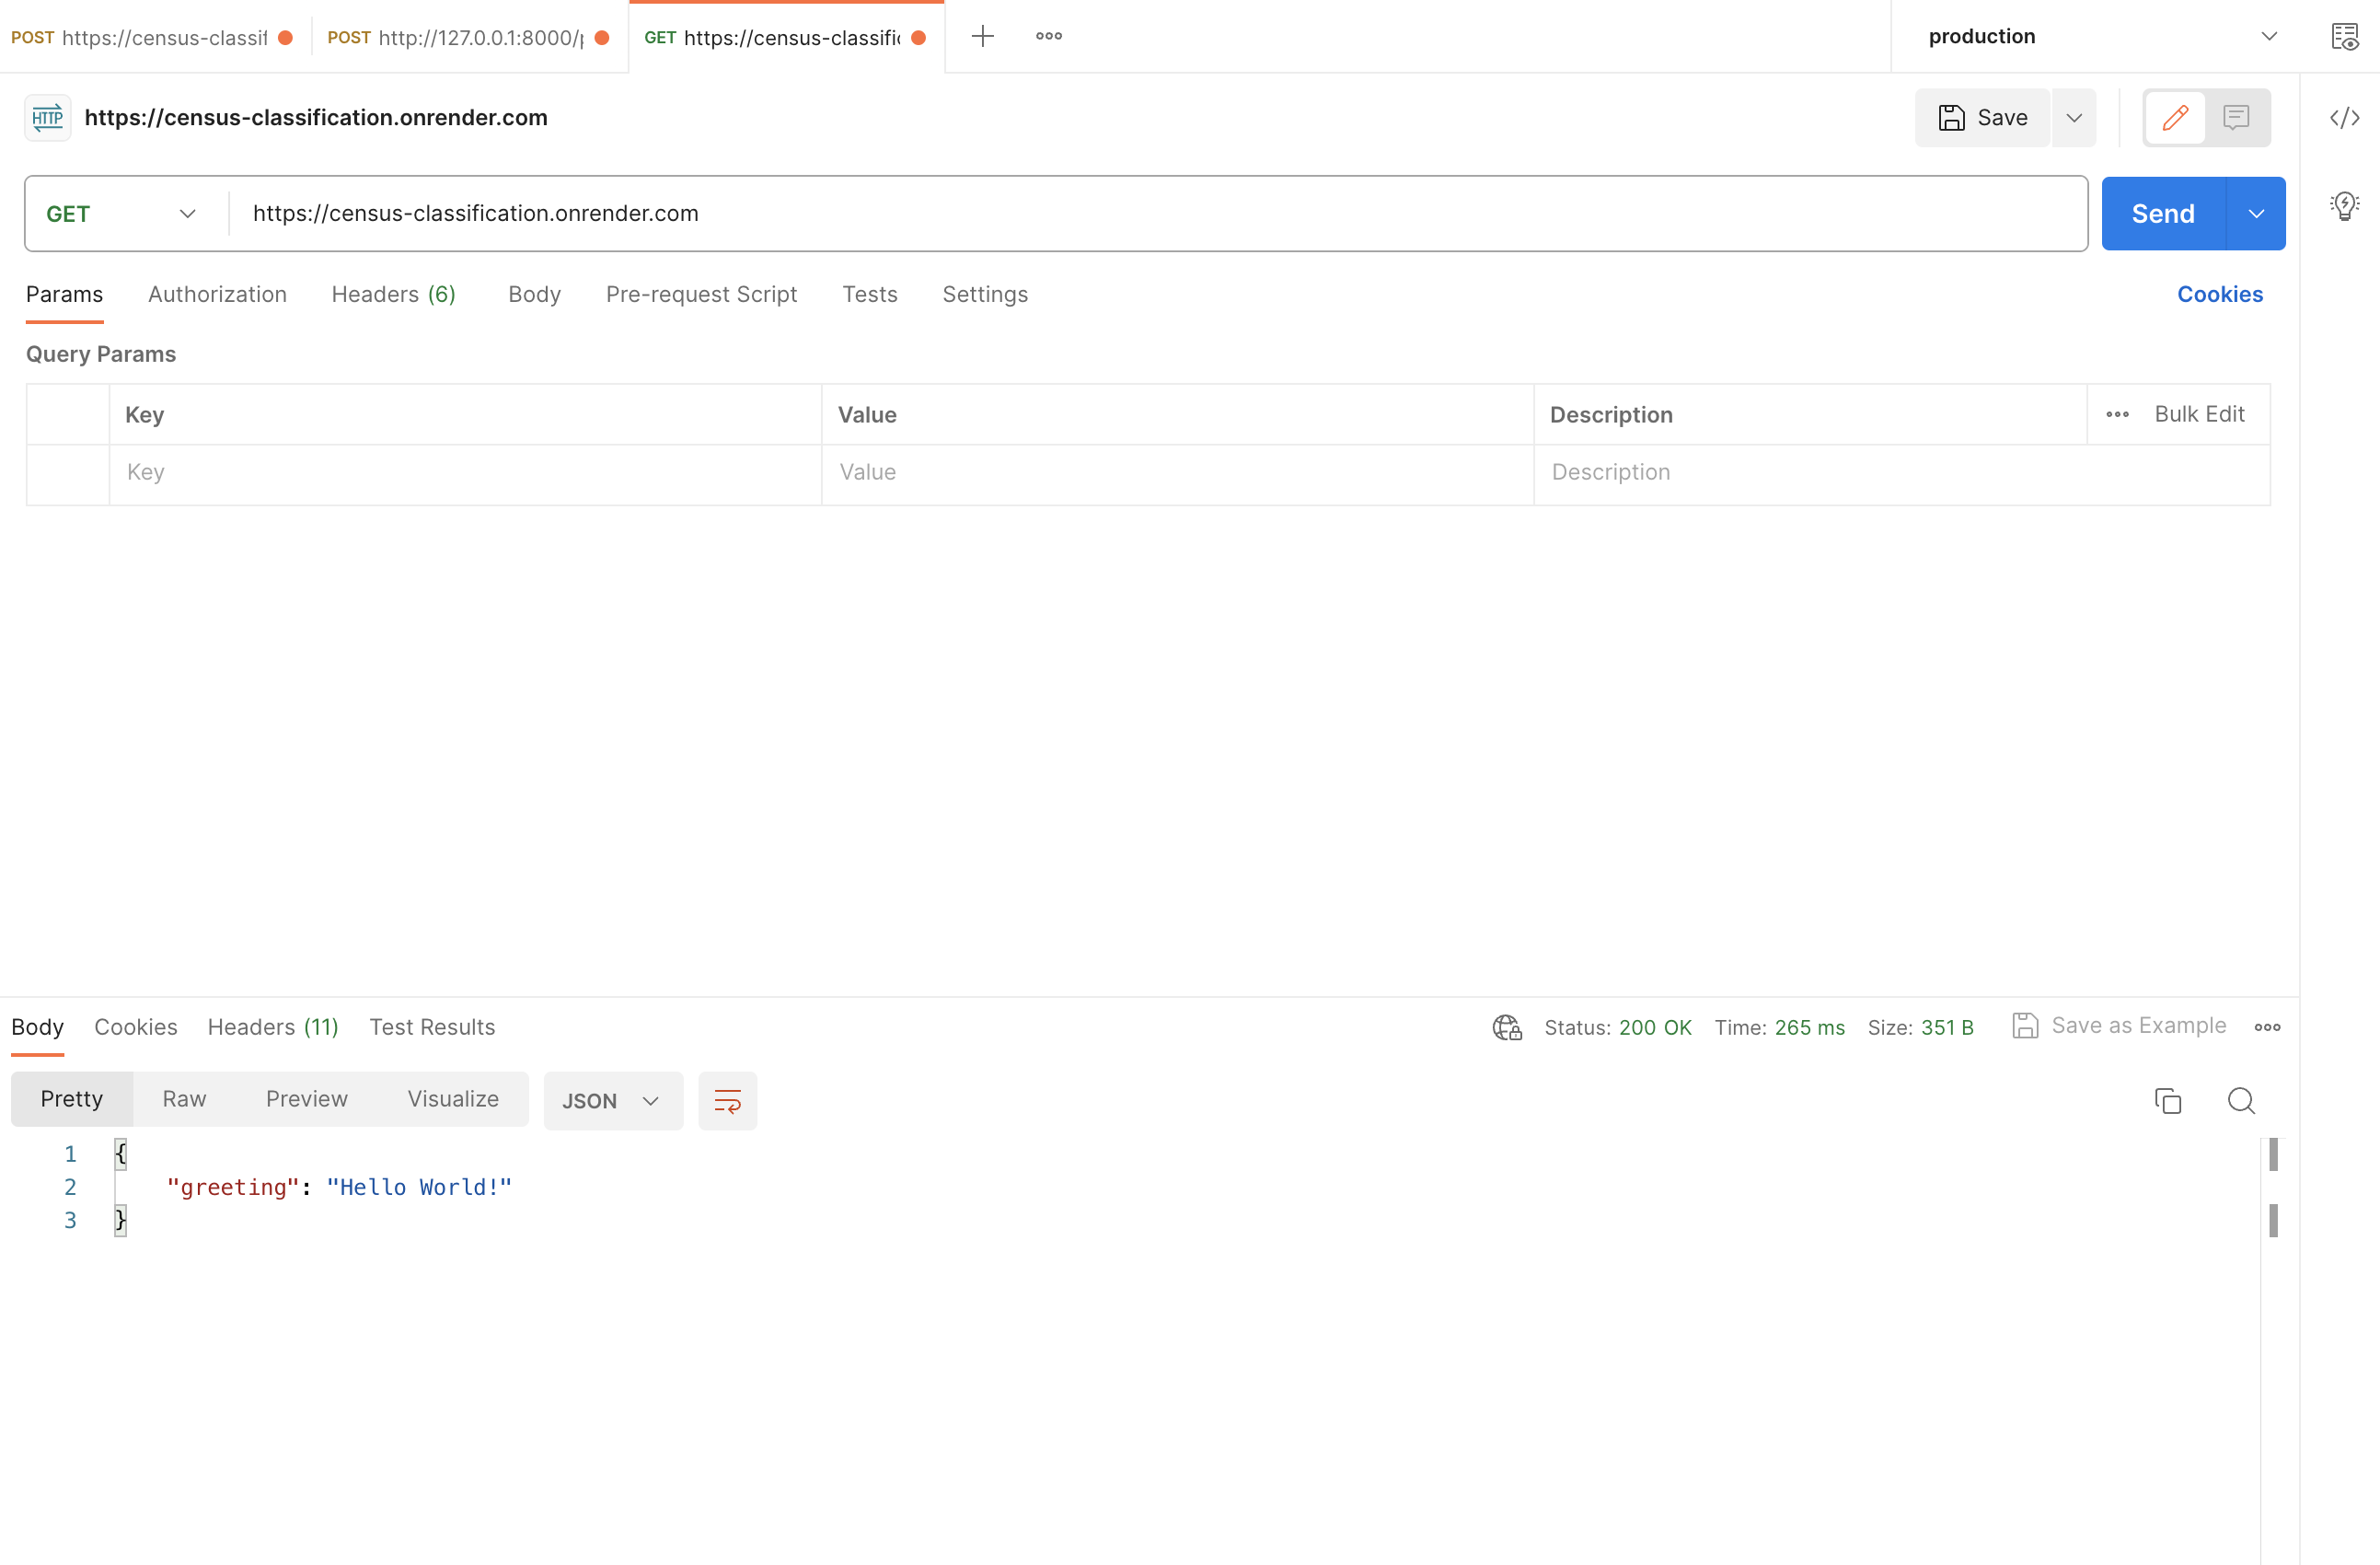 POST https://census-classif POST http://127.0.0.1:8000/ GET https://census-classific production
HTTP https://census-classification.onrender.com Save
GET https://census-classification.onrender.com Send
Params Authorization Headers (6) Body Pre-request Script Tests Settings Cookies
Query Params
Key Value Description Bulk Edit
Key Value Description
Body Cookies Headers (11) Test Results Status: 200 OK Time: 265 ms Size: 351 B Save as Example
Pretty Raw Preview Visualize JSON
1 {
2 "greeting": "Hello World!"
3 }